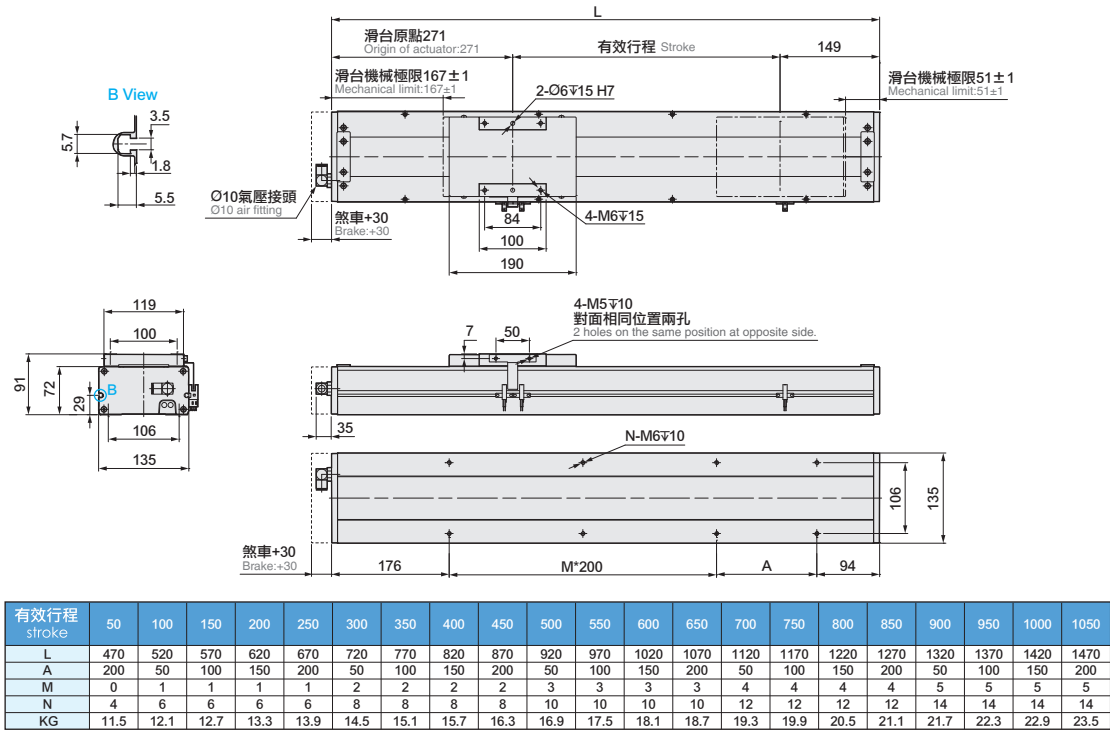 L
滑台原點271
Origin of actuator:271
有效行程 Stroke
149
滑台機械極限167±1
Mechanical limit:167±1
滑台機械極限51±1
Mechanical limit:51±1
2-Ø6↧15 H7
B View
3.5
5.7
1.8
5.5
Ø10氣壓接頭
Ø10 air fitting
煞車+30
Brake:+30
4-M6↧15
84
100
190
119
100
91
72
29
B
106
135
4-M5↧10
對面相同位置兩孔
2 holes on the same position at opposite side.
7
50
35
N-M6↧10
106
135
煞車+30
Brake:+30
176
M*200
A
94
有效行程 stroke 50 100 150 200 250 300 350 400 450 500 550 600 650 700 750 800 850 900 950 1000 1050
L 470 520 570 620 670 720 770 820 870 920 970 1020 1070 1120 1170 1220 1270 1320 1370 1420 1470
A 200 50 100 150 200 50 100 150 200 50 100 150 200 50 100 150 200 50 100 150 200
M 0 1 1 1 1 2 2 2 2 3 3 3 3 4 4 4 4 5 5 5 5
N 4 6 6 6 6 8 8 8 8 10 10 10 10 12 12 12 12 14 14 14 14
KG 11.5 12.1 12.7 13.3 13.9 14.5 15.1 15.7 16.3 16.9 17.5 18.1 18.7 19.3 19.9 20.5 21.1 21.7 22.3 22.9 23.5